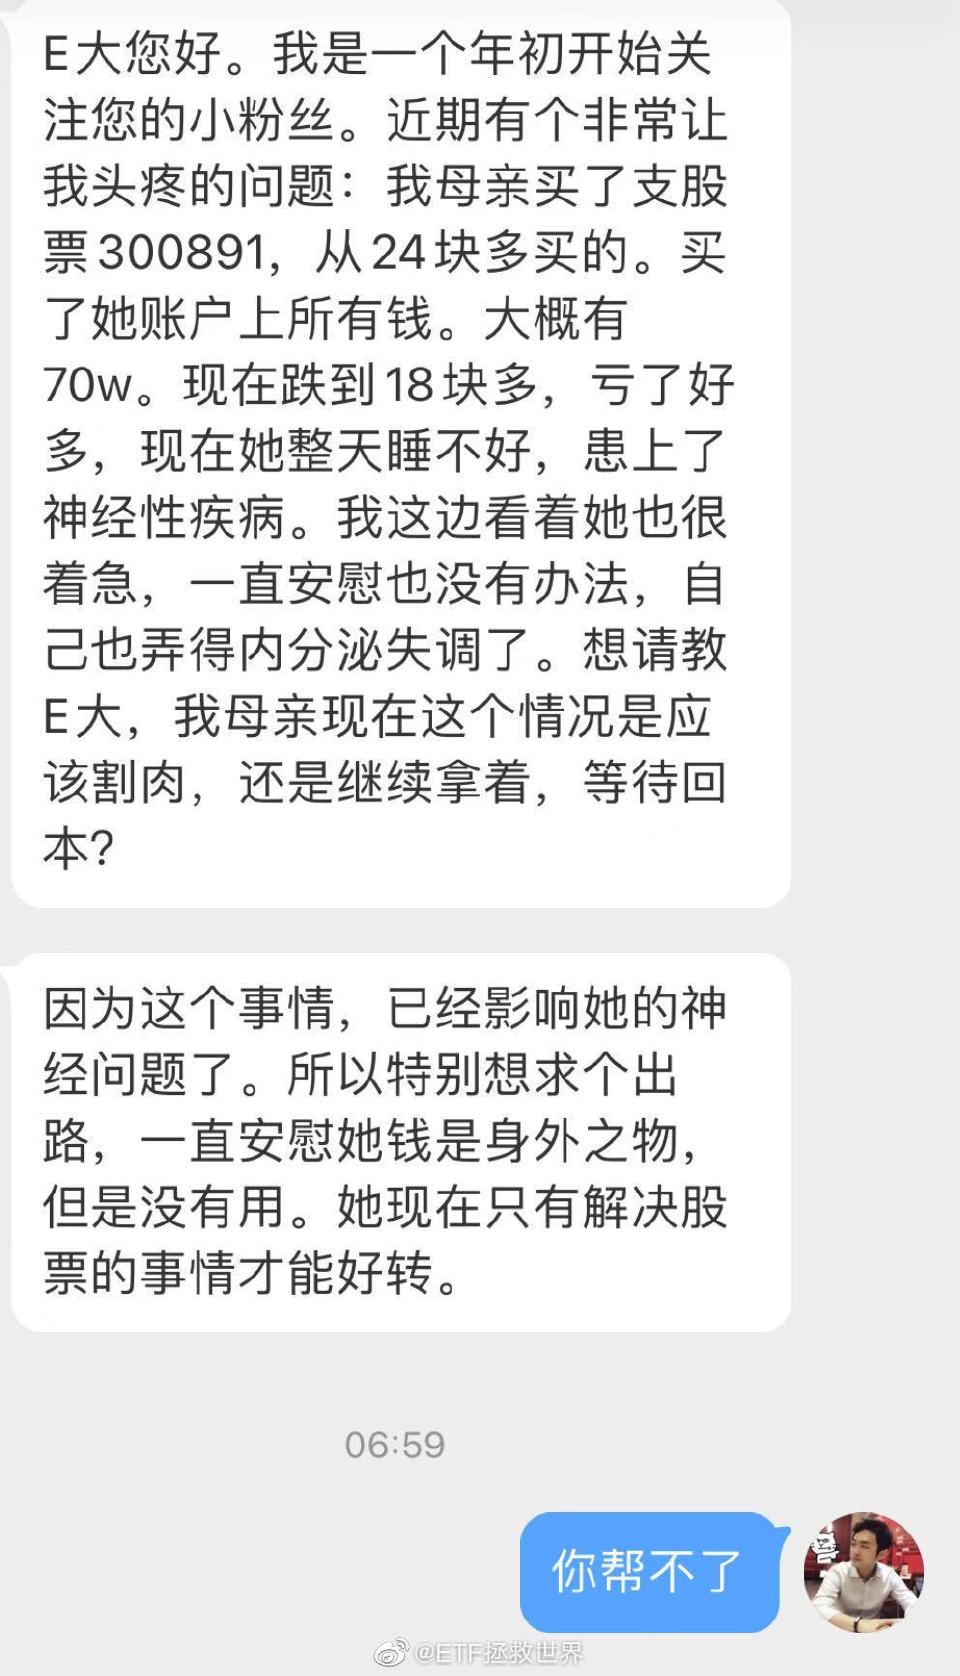 E大您好。我是一个年初开始关
注您的小粉丝。近期有个非常让
我头疼的问题：我母亲买了支股
票300891，从24块多买的。买
了她账户上所有钱。大概有
70w。现在跌到18块多，亏了好
多，现在她整天睡不好，患上了
神经性疾病。我这边看着她也很
着急，一直安慰也没有办法，自
己也弄得内分泌失调了。想请教
E大，我母亲现在这个情况是应
该割肉，还是继续拿着，等待回
本？
因为这个事情，已经影响她的神
经问题了。所以特别想求个出
路，一直安慰她钱是身外之物，
但是没有用。她现在只有解决股
票的事情才能好转。
06:59
你帮不了
@ETF拯救世界